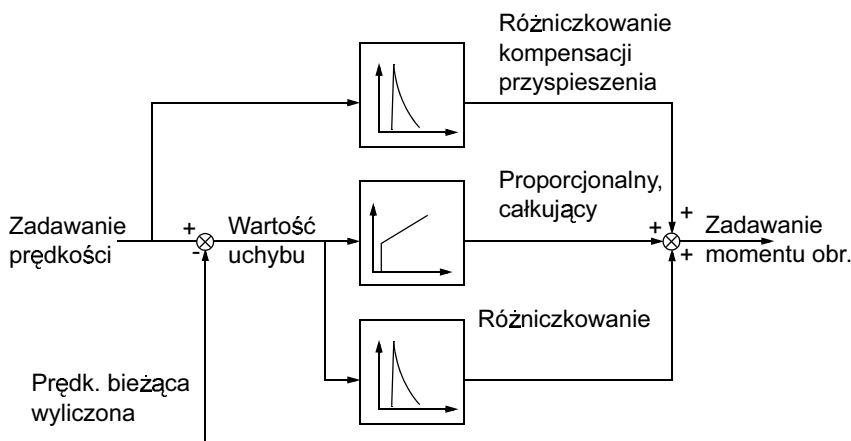 Różniczkowanie
kompensacji
przyspieszenia
Proporcjonalny,
całkujący
Zadawanie
prędkości
+
-
Wartość
uchybu
+
+
+
Zadawanie
momentu obr.
Różniczkowanie
Prędk. bieżąca
wyliczona